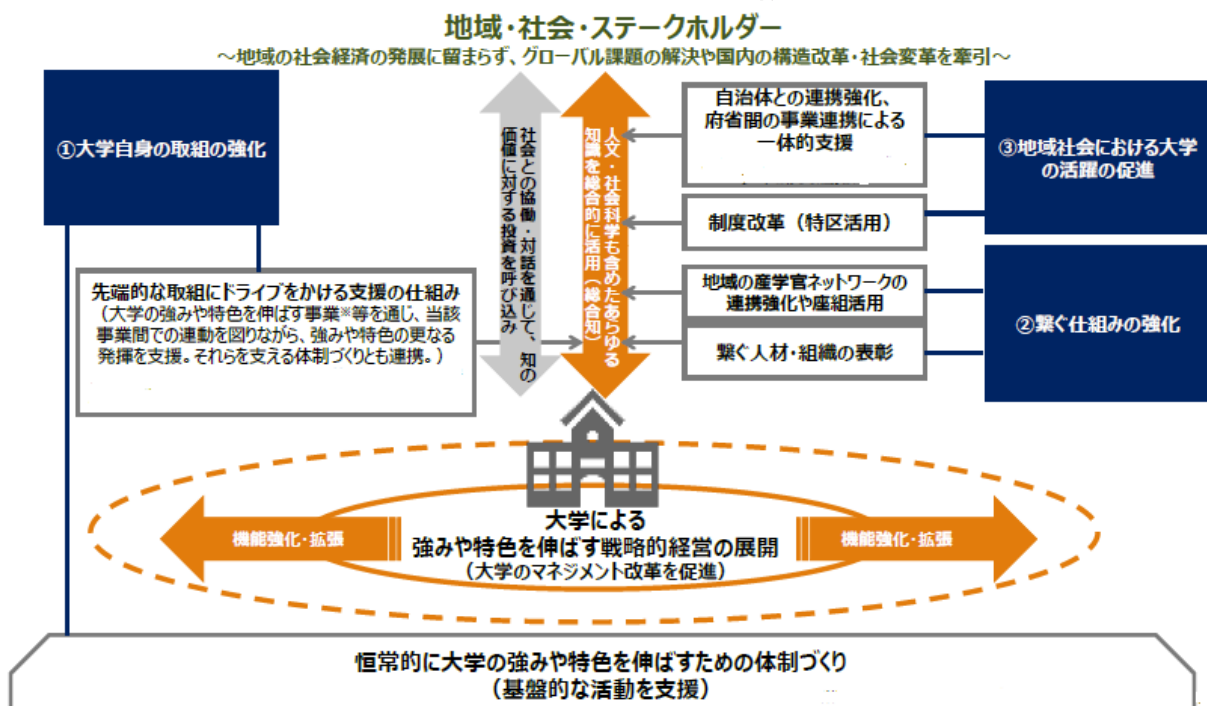 地域・社会・ステークホルダー
～地域の社会経済の発展に留まらず、グローバル課題の解決や国内の構造改革・社会変革を牽引～
①大学自身の取組の強化
先端的な取組にドライブをかける支援の仕組み
（大学の強みや特色を伸ばす事業※等を通じ、当該
事業間での連動を図りながら、強みや特色の更なる
発揮を支援。それらを支える体制づくりとも連携。）
社会との協働・対話を通じて、知の
価値に対する投資を呼び込み
人文・社会科学も含めたあらゆる
知識を総合的に活用（総合知）
自治体との連携強化、
府省間の事業連携による
一体的支援
制度改革（特区活用）
③地域社会における大学
の活躍の促進
地域の産学官ネットワークの
連携強化や座組活用
繋ぐ人材・組織の表彰
②繋ぐ仕組みの強化
機能強化・拡張
大学による
強みや特色を伸ばす戦略的経営の展開
（大学のマネジメント改革を促進）
機能強化・拡張
恒常的に大学の強みや特色を伸ばすための体制づくり
（基盤的な活動を支援）